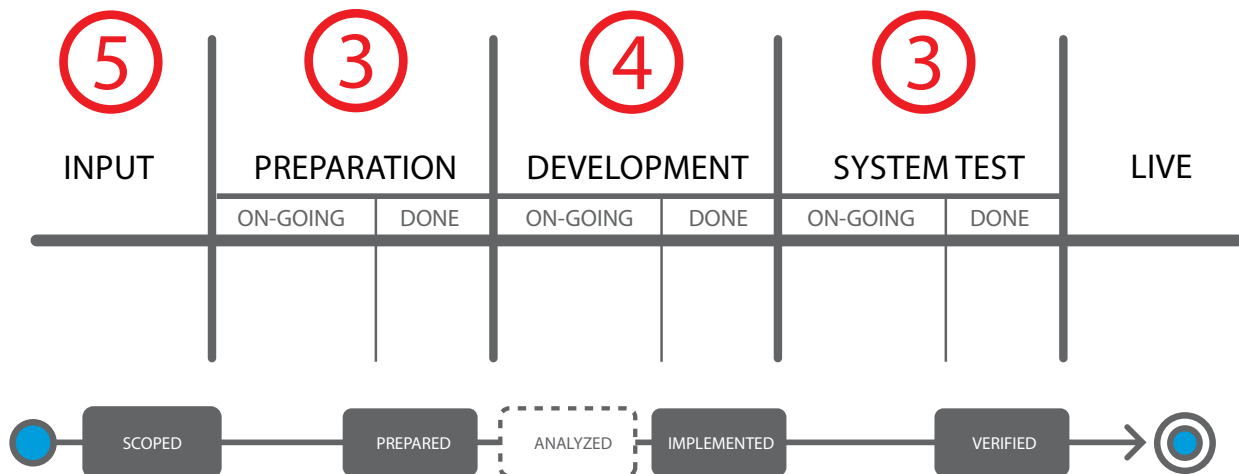 5 3 4 3
INPUT PREPARATION DEVELOPMENT SYSTEM TEST LIVE
ON-GOING DONE ON-GOING DONE ON-GOING DONE
SCOPED PREPARED ANALYZED IMPLEMENTED VERIFIED